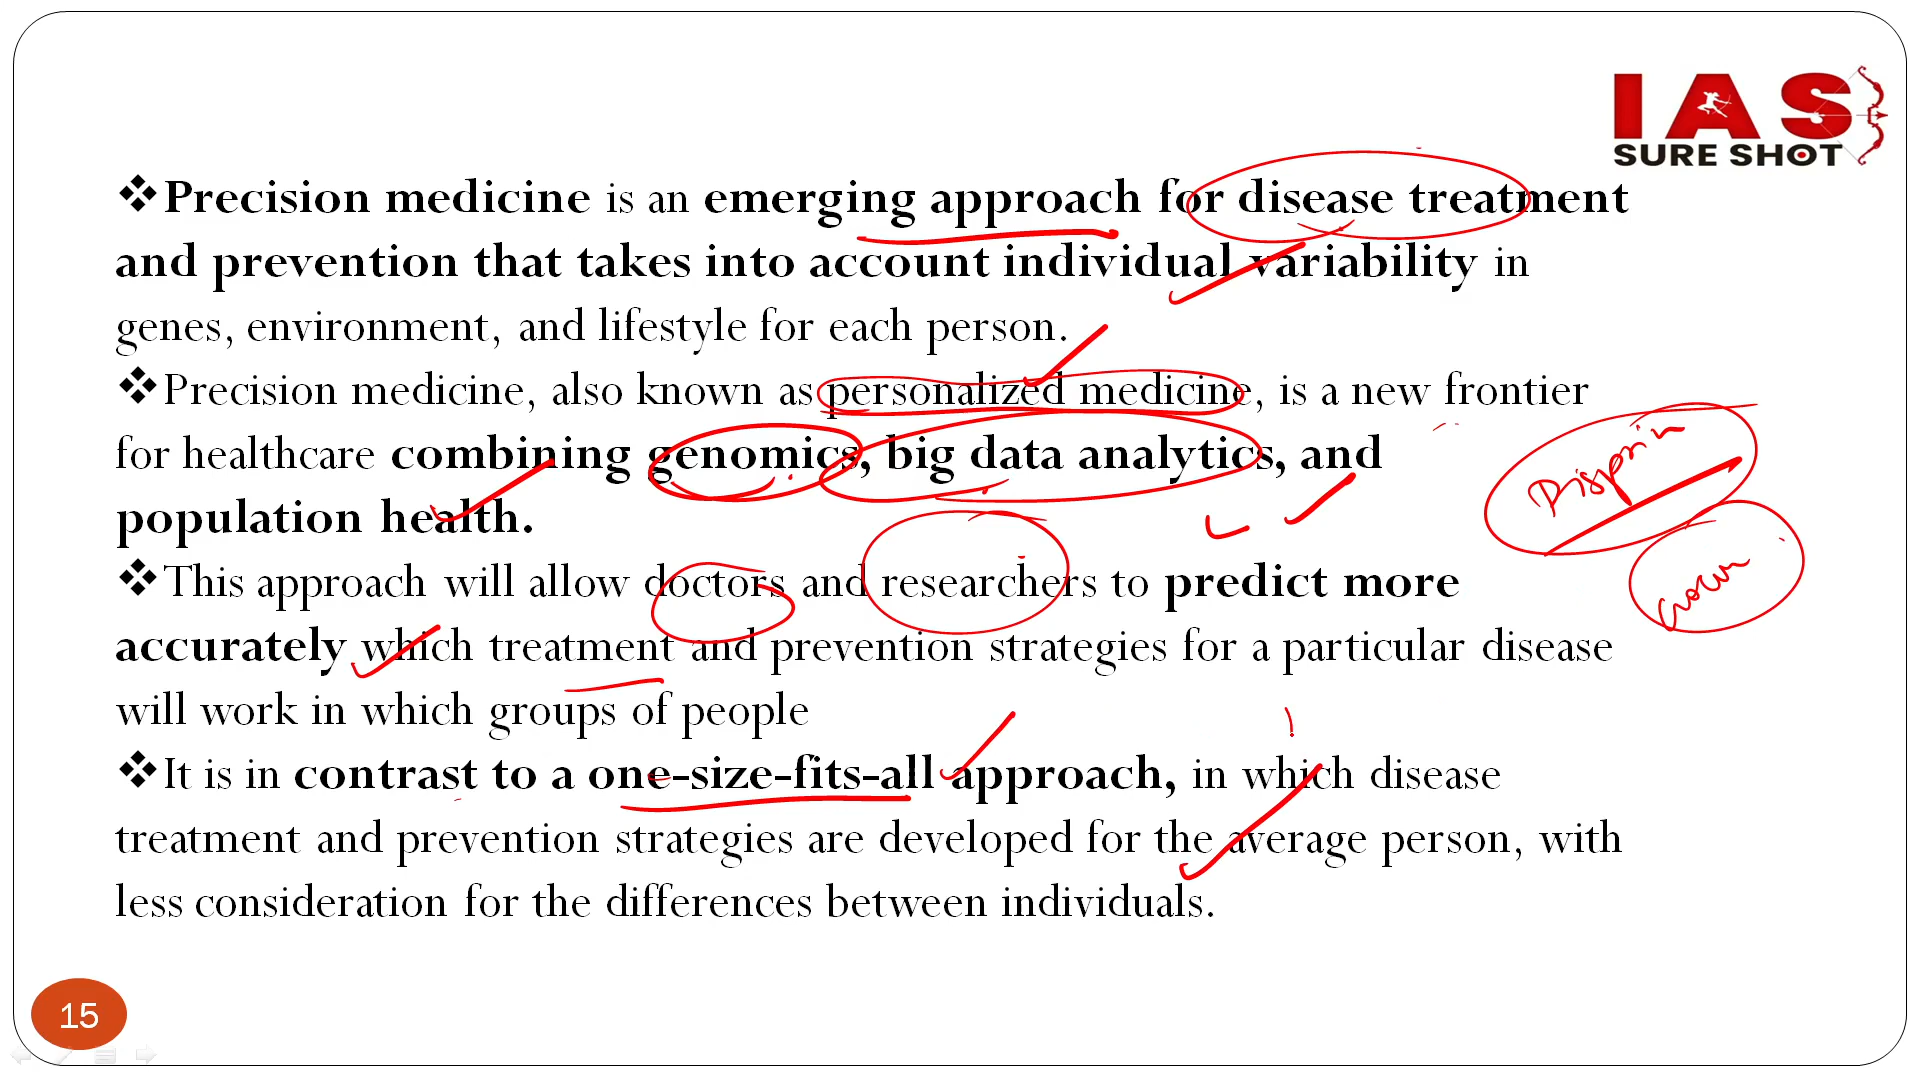 IAS
SURE SHOT
❖Precision medicine is an emerging approach for disease treatment
and prevention that takes into account individual variability in
genes, environment, and lifestyle for each person.
❖Precision medicine, also known as personalized medicine, is a new frontier
for healthcare combining genomics, big data analytics, and
population health.
Disprin
❖This approach will allow doctors and researchers to predict more
accurately which treatment and prevention strategies for a particular disease
will work in which groups of people
❖It is in contrast to a one-size-fits-all approach, in which disease
treatment and prevention strategies are developed for the average person, with
less consideration for the differences between individuals.
15